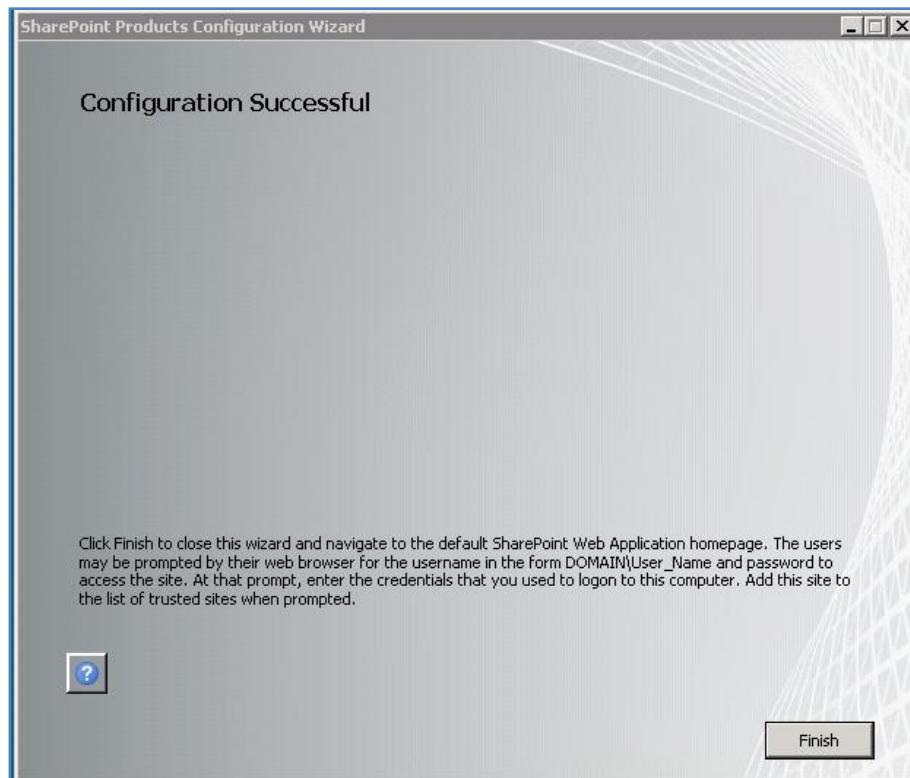 SharePoint Products Configuration Wizard
Configuration Successful
Click Finish to close this wizard and navigate to the default SharePoint Web Application homepage. The users
may be prompted by their web browser for the username in the form DOMAIN\User_Name and password to
access the site. At that prompt, enter the credentials that you used to logon to this computer. Add this site to
the list of trusted sites when prompted.
?
Finish